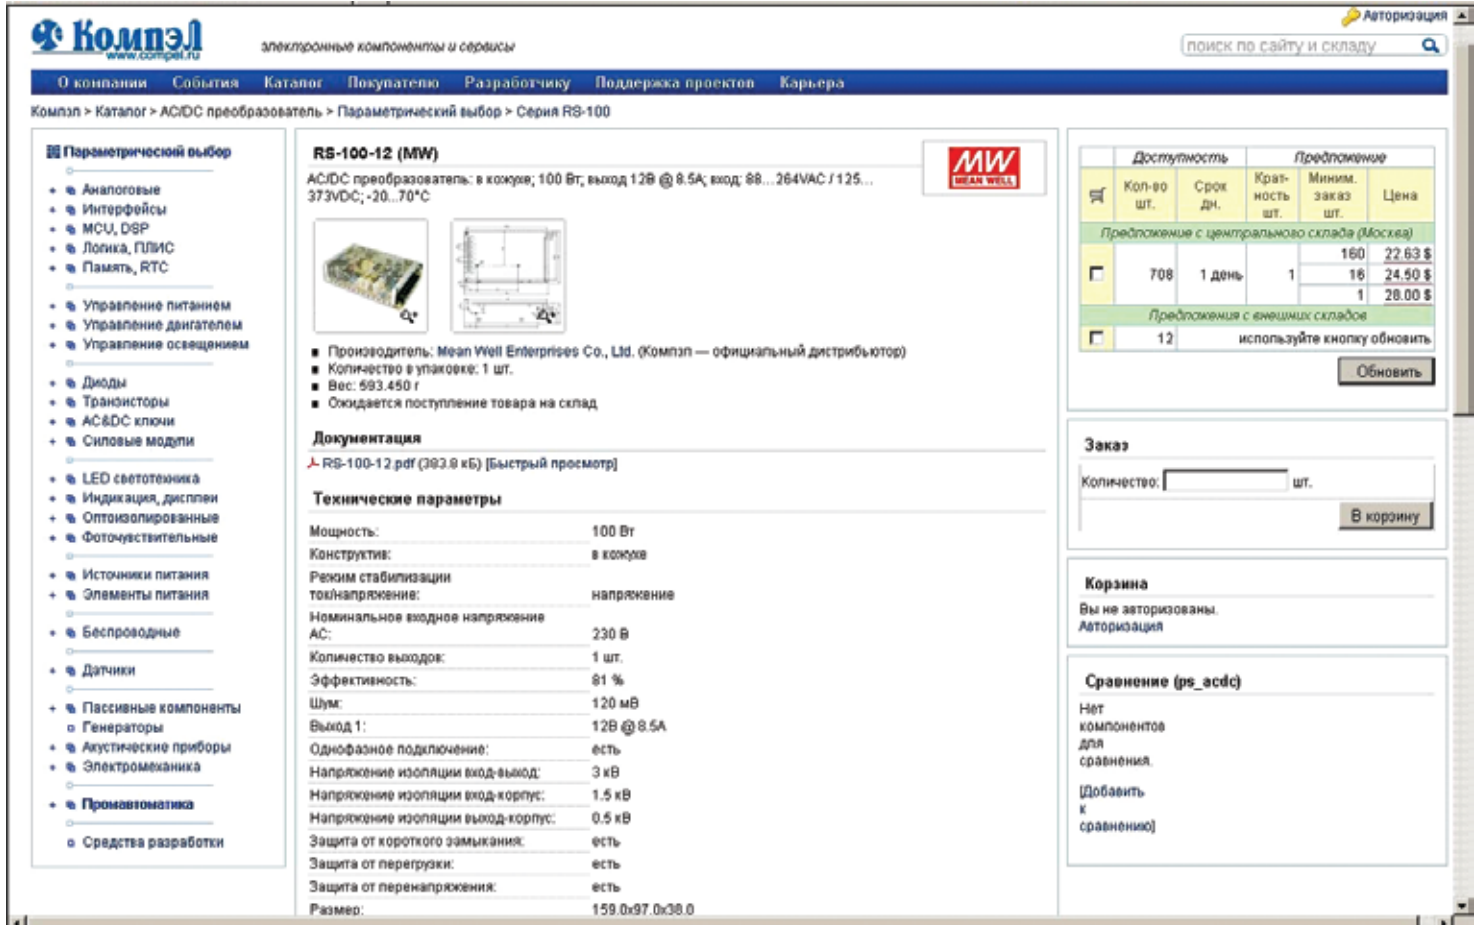 Авторизация
Компэл
www.compel.ru
электронные компоненты и сервисы
поиск по сайту и складу
О компании События Каталог Покупателю Разработчику Поддержка проектов Карьера
Компэл > Каталог > AC/DC преобразователь > Параметрический выбор > Серия RS-100
Параметрический выбор
Аналоговые
Интерфейсы
MCU, DSP
Логика, ПЛИС
Память, RTC
Управление питанием
Управление двигателем
Управление освещением
Диоды
Транзисторы
AC&DC ключи
Силовые модули
LED светотехника
Индикация, дисплеи
Оптоизолированные
Фоточувствительные
Источники питания
Элементы питания
Беспроводные
Датчики
Пассивные компоненты
Генераторы
Акустические приборы
Электромеханика
Промавтоматика
Средства разработки
RS-100-12 (MW)
MW
MEAN WELL
AC/DC преобразователь: в кожухе; 100 Вт; выход 12В @ 8.5А; вход: 88...264VAC / 125...
373VDC; -20...70°C
Производитель: Mean Well Enterprises Co., Ltd. (Компэл — официальный дистрибьютор)
Количество в упаковке: 1 шт.
Вес: 593.450 г
Ожидается поступление товара на склад
Документация
RS-100-12.pdf (383.8 кБ) [Быстрый просмотр]
Технические параметры
Мощность: 100 Вт
Конструктив: в кожухе
Режим стабилизации
ток/напряжение: напряжение
Номинальное входное напряжение
АС: 230 В
Количество выходов: 1 шт.
Эффективность: 81 %
Шум: 120 мВ
Выход 1: 12В @ 8.5А
Однофазное подключение: есть
Напряжение изоляции вход-выход: 3 кВ
Напряжение изоляции вход-корпус: 1.5 кВ
Напряжение изоляции выход-корпус: 0.5 кВ
Защита от короткого замыкания: есть
Защита от перегрузки: есть
Защита от перенапряжения: есть
Размер: 159.0x97.0x38.0
Доступность Предложение
Кол-во шт. Срок дн. Крат-ность шт. Миним. заказ шт. Цена
Предложение с центрального склада (Москва)
160 22.63 $
708 1 день 1 16 24.50 $
1 28.00 $
Предложения с внешних складов
12 используйте кнопку обновить
Обновить
Заказ
Количество: шт.
В корзину
Корзина
Вы не авторизованы.
Авторизация
Сравнение (ps_acdc)
Нет
компонентов
для
сравнения.
[Добавить
к
сравнению]